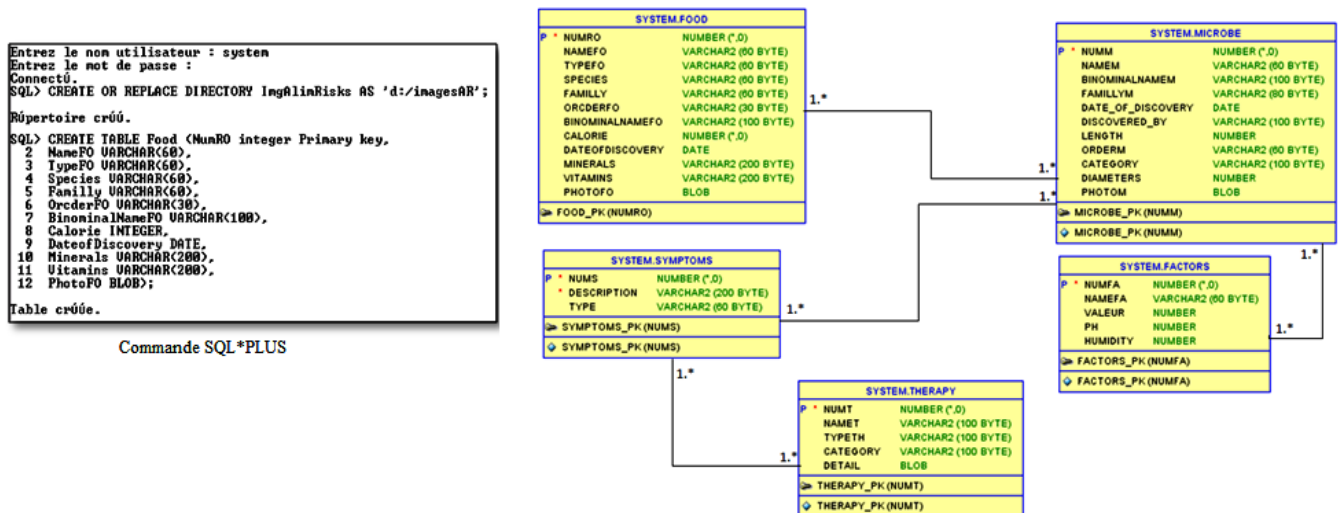 Entrez le nom utilisateur : system
Entrez le mot de passe :
ConnectÚ.
SQL> CREATE OR REPLACE DIRECTORY ImgAlimRisks AS 'd:/imagesAR';
RÚpertoire crÚÚ.
SQL> CREATE TABLE Food (NumRO integer Primary key,
2 NameFO VARCHAR(60),
3 TypeFO VARCHAR(60),
4 Species VARCHAR(60),
5 Familly VARCHAR(60),
6 OrcderFO VARCHAR(30),
7 BinominalNameFO VARCHAR(100),
8 Calorie INTEGER,
9 DateofDiscovery DATE,
10 Minerals VARCHAR(200),
11 Vitamins VARCHAR(200),
12 PhotoFO BLOB);
Table crÚÚe.
Commande SQL*PLUS
SYSTEM.FOOD
P * NUMRO NUMBER (*,0)
NAMEFO VARCHAR2 (60 BYTE)
TYPEFO VARCHAR2 (60 BYTE)
SPECIES VARCHAR2 (60 BYTE)
FAMILLY VARCHAR2 (60 BYTE)
ORCDERFO VARCHAR2 (30 BYTE)
BINOMINALNAMEFO VARCHAR2 (100 BYTE)
CALORIE NUMBER (*,0)
DATEOFDISCOVERY DATE
MINERALS VARCHAR2 (200 BYTE)
VITAMINS VARCHAR2 (200 BYTE)
PHOTOFO BLOB
FOOD_PK (NUMRO)
1.*
1.*
SYSTEM.MICROBE
P * NUMM NUMBER (*,0)
NAMEM VARCHAR2 (60 BYTE)
BINOMINALNAMEM VARCHAR2 (100 BYTE)
FAMILLYM VARCHAR2 (80 BYTE)
DATE_OF_DISCOVERY DATE
DISCOVERED_BY VARCHAR2 (100 BYTE)
LENGTH NUMBER
ORDERM VARCHAR2 (60 BYTE)
CATEGORY VARCHAR2 (100 BYTE)
DIAMETERS NUMBER
PHOTOM BLOB
MICROBE_PK (NUMM)
MICROBE_PK (NUMM)
1.*
1.*
SYSTEM.SYMPTOMS
P * NUMS NUMBER (*,0)
* DESCRIPTION VARCHAR2 (200 BYTE)
TYPE VARCHAR2 (60 BYTE)
SYMPTOMS_PK (NUMS)
SYMPTOMS_PK (NUMS)
1.*
1.*
SYSTEM.FACTORS
P * NUMFA NUMBER (*,0)
NAMEFA VARCHAR2 (60 BYTE)
VALEUR NUMBER
PH NUMBER
HUMIDITY NUMBER
FACTORS_PK (NUMFA)
FACTORS_PK (NUMFA)
1.*
SYSTEM.THERAPY
P * NUMT NUMBER (*,0)
NAMET VARCHAR2 (100 BYTE)
TYPETH VARCHAR2 (100 BYTE)
CATEGORY VARCHAR2 (100 BYTE)
DETAIL BLOB
THERAPY_PK (NUMT)
THERAPY_PK (NUMT)
1.*